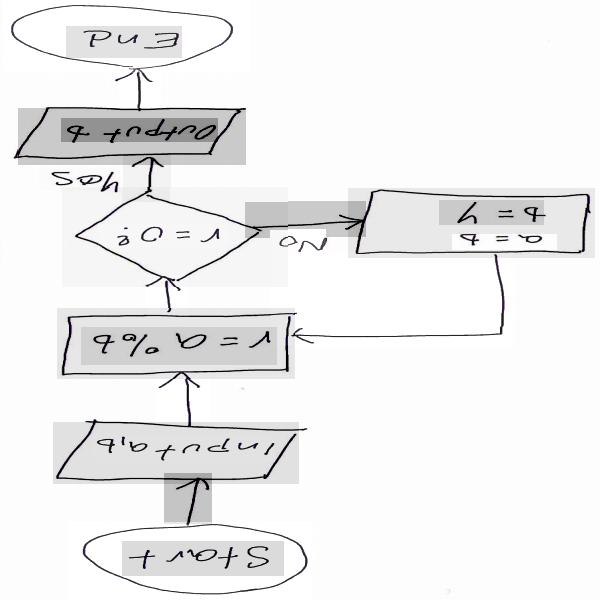 Start
Input a,b
r = a % b
r = 0 ?
No
a = b
b = r
Yes
Output b
End